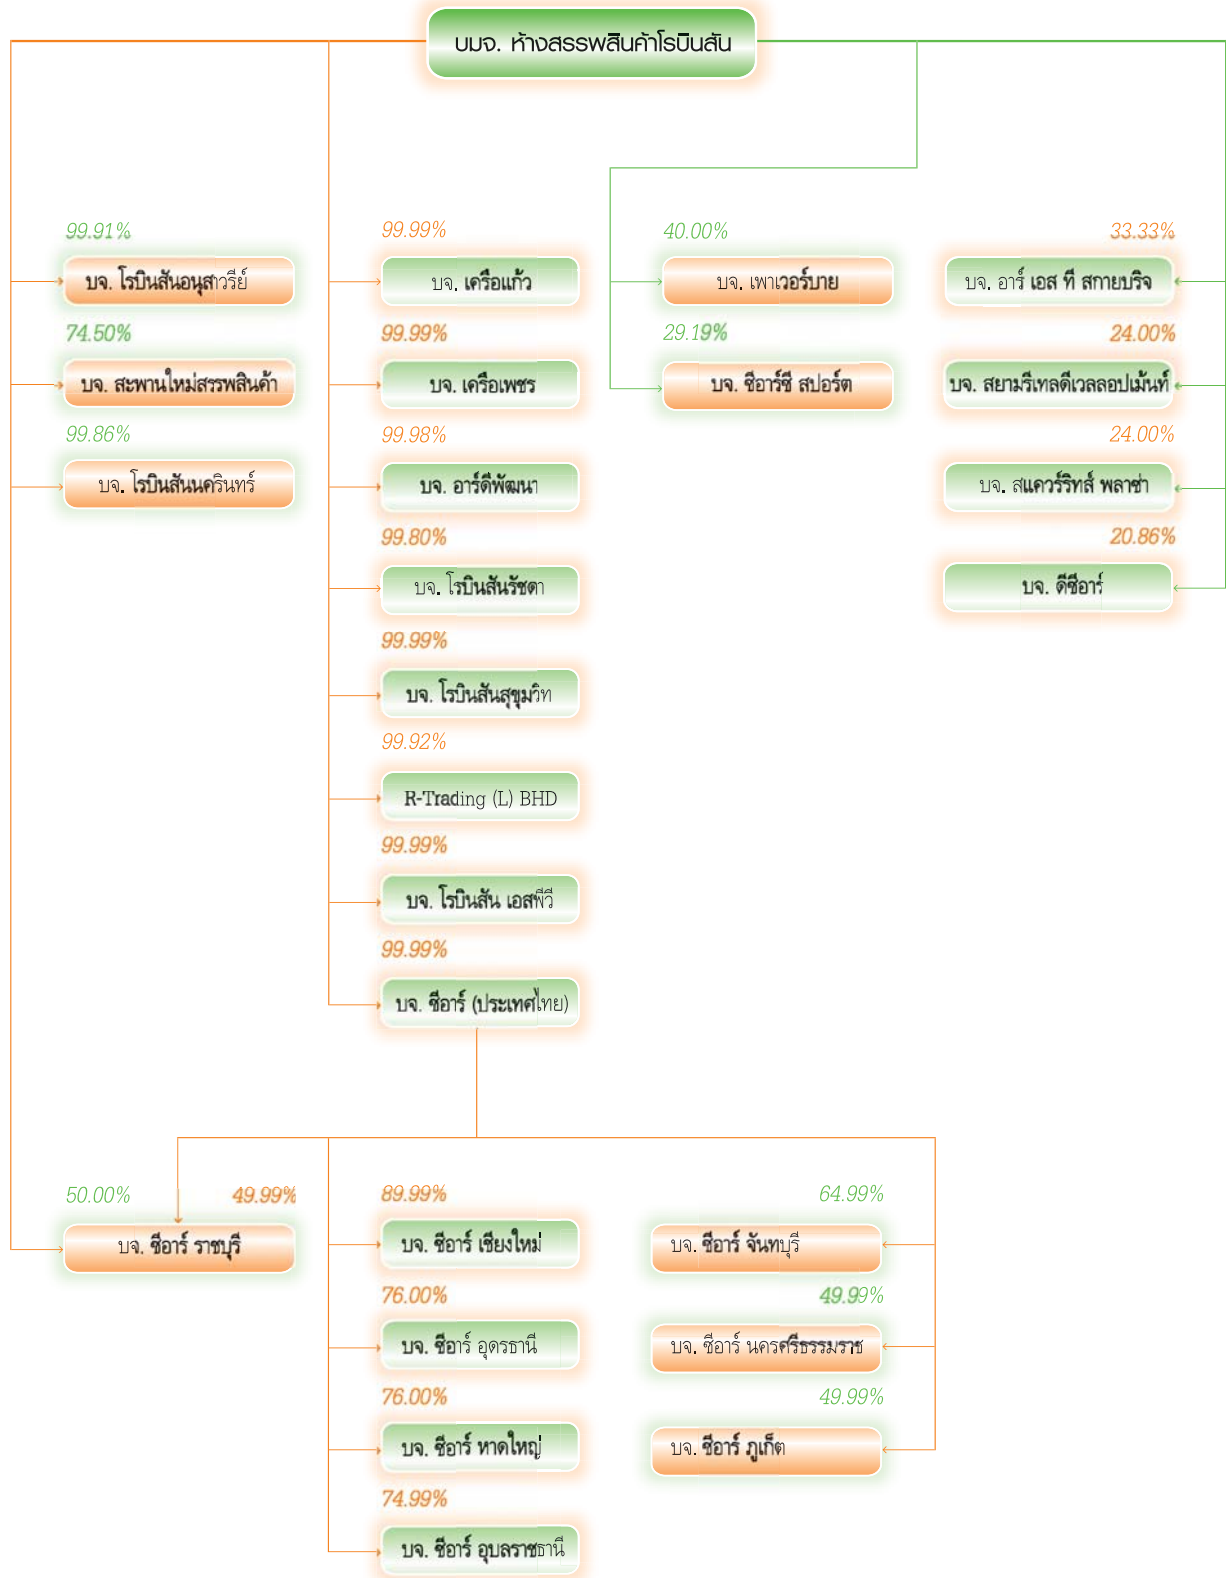 บมจ. ห้างสรรพสินค้าโรบินสัน
99.91%
บจ. โรบินสันอนุสาวรีย์
74.50%
บจ. สะพานใหม่สรรพสินค้า
99.86%
บจ. โรบินสันนครินทร์
99.99%
บจ. เครือแก้ว
99.99%
บจ. เครือเพชร
99.98%
บจ. อาร์ดีพัฒนา
99.80%
บจ. โรบินสันรัชดา
99.99%
บจ. โรบินสันสุขุมวิท
99.92%
R-Trading (L) BHD
99.99%
บจ. โรบินสัน เอสพีวี
99.99%
บจ. ซีอาร์ (ประเทศไทย)
40.00%
บจ. เพาเวอร์บาย
29.19%
บจ. ซีอาร์ซี สปอร์ต
33.33%
บจ. อาร์ เอส ที สกายบริจ
24.00%
บจ. สยามรีเทลดีเวลลอปเม้นท์
24.00%
บจ. สแควร์ริทส์ พลาซ่า
20.86%
บจ. ดีซีอาร์
50.00% 49.99%
บจ. ซีอาร์ ราชบุรี
89.99%
บจ. ซีอาร์ เชียงใหม่
76.00%
บจ. ซีอาร์ อุดรธานี
76.00%
บจ. ซีอาร์ หาดใหญ่
74.99%
บจ. ซีอาร์ อุบลราชธานี
64.99%
บจ. ซีอาร์ จันทบุรี
49.99%
บจ. ซีอาร์ นครศรีธรรมราช
49.99%
บจ. ซีอาร์ ภูเก็ต